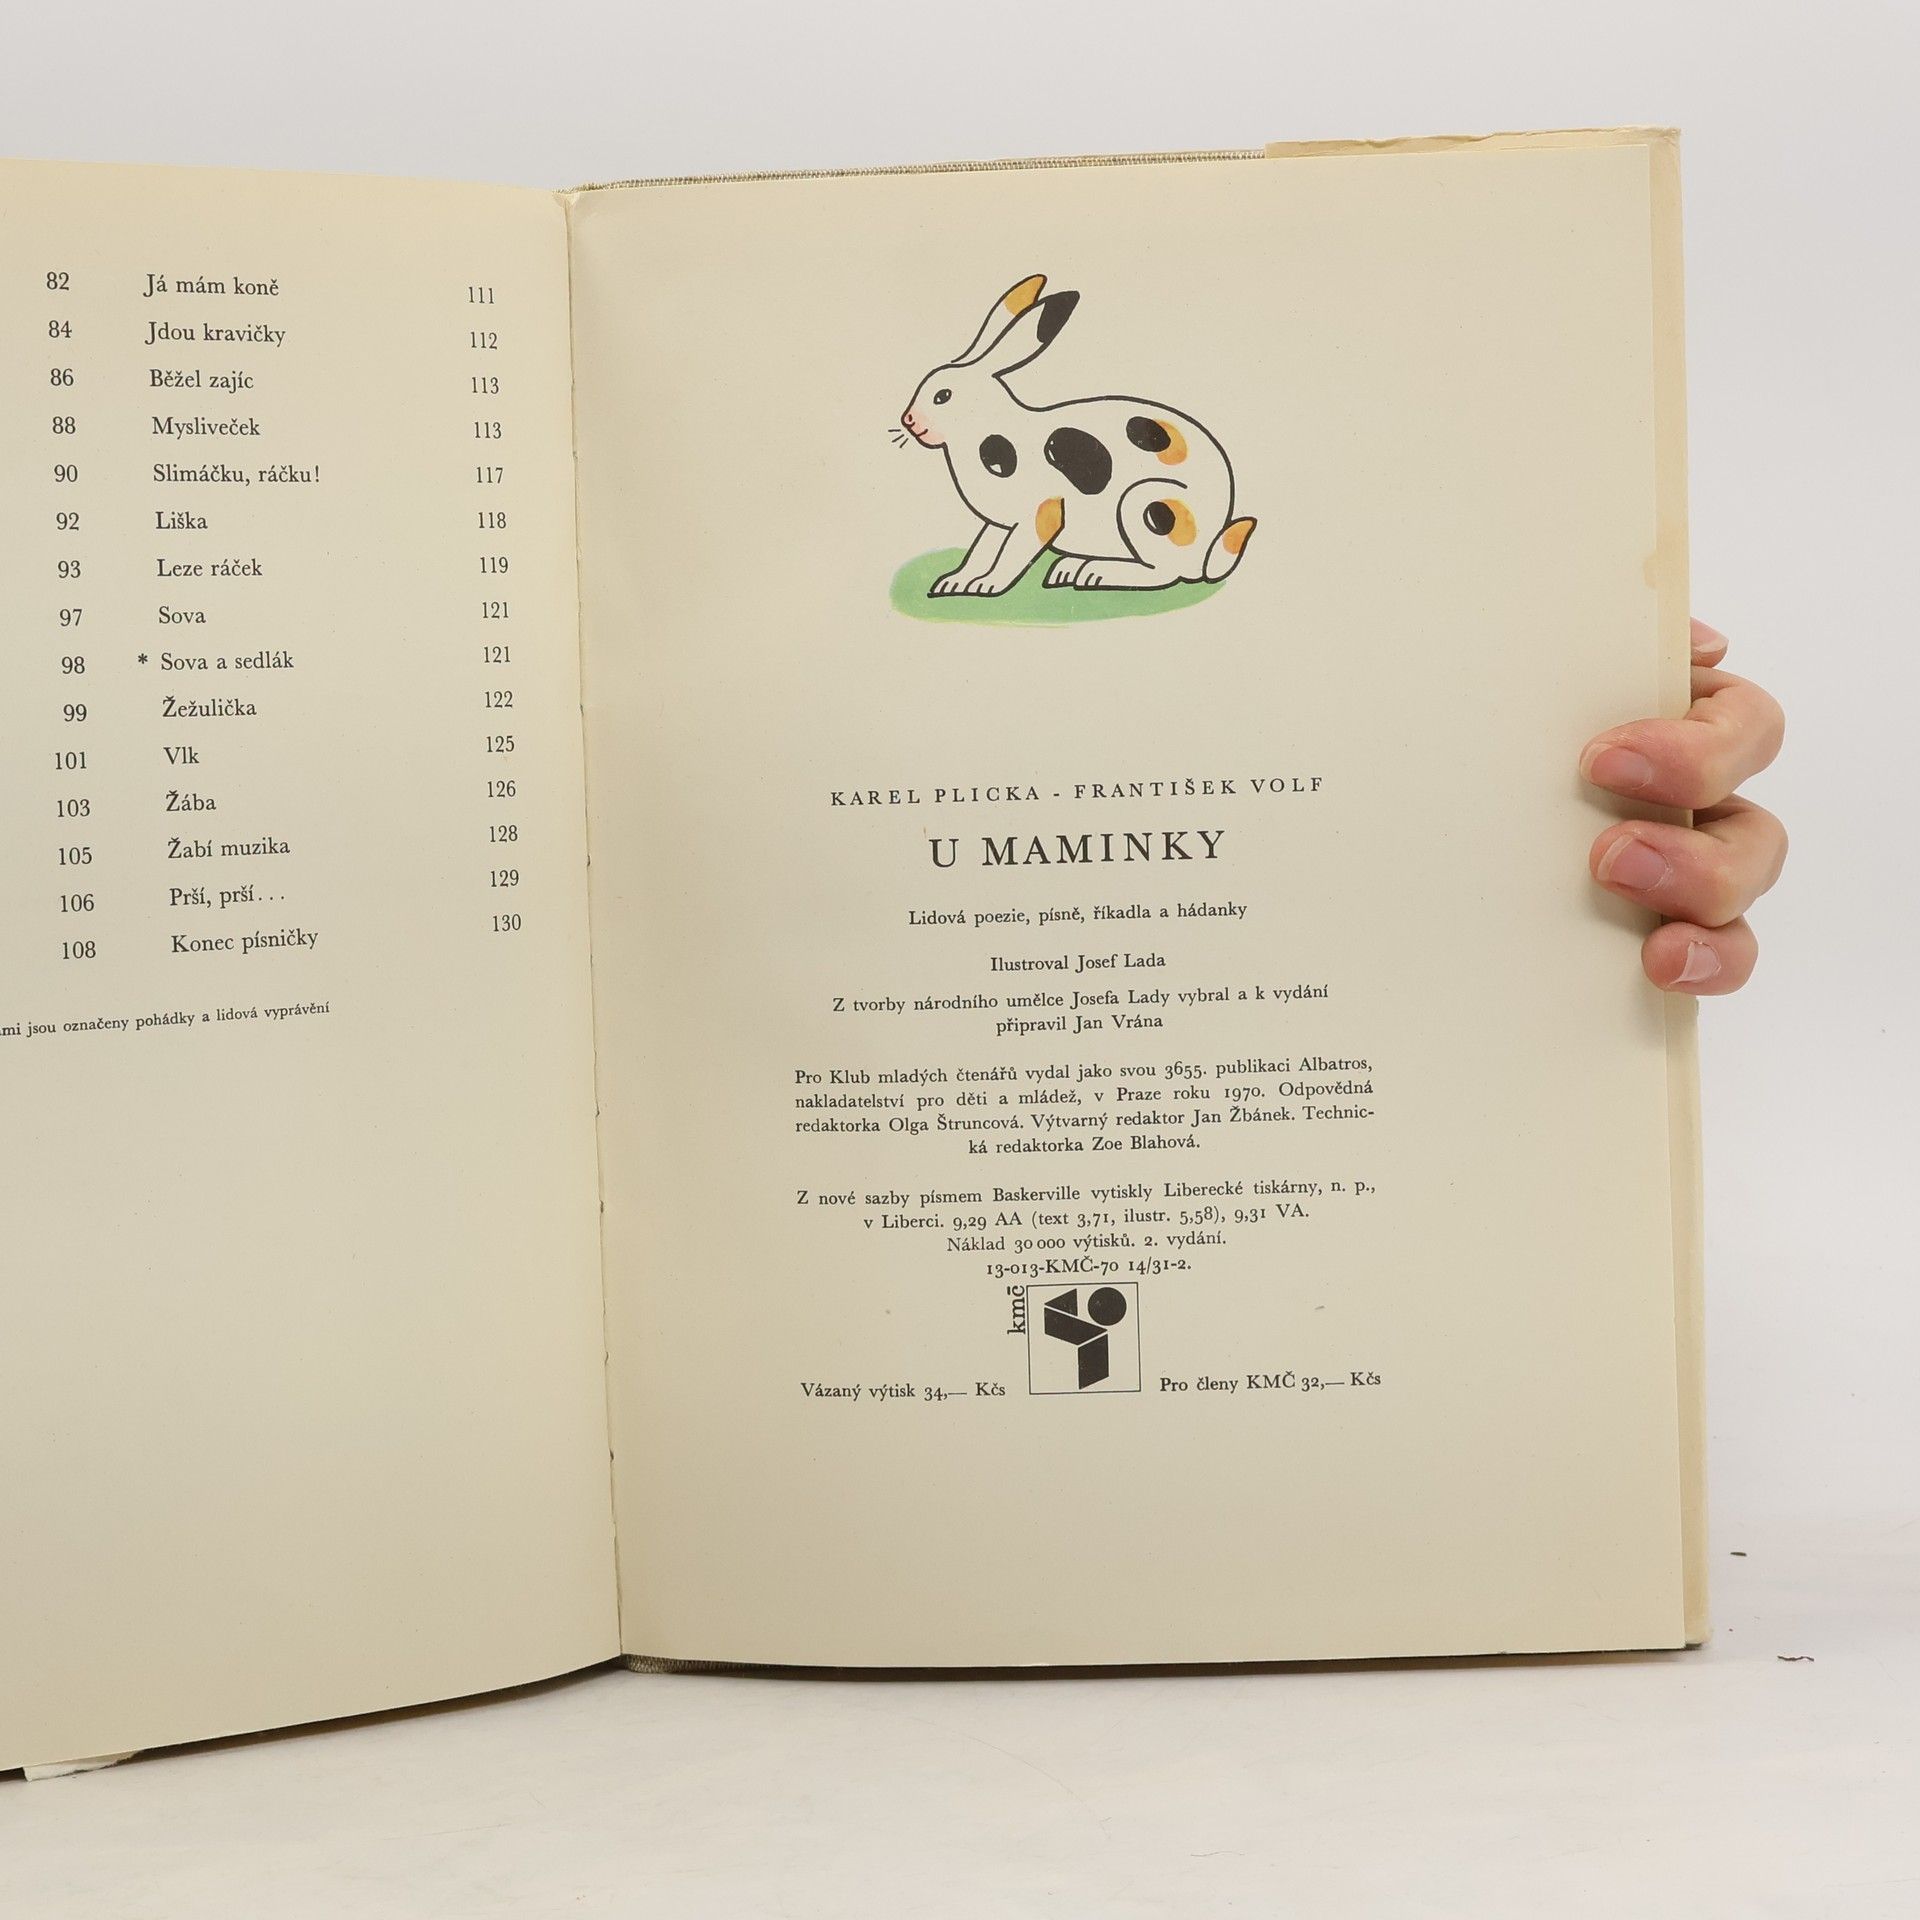 82 Já mám koně 111
84 Jdou kravičky 112
86 Běžel zajíc 113
88 Mysliveček 113
90 Slimáčku, ráčku! 117
92 Liška 118
93 Leze ráček 119
97 Sova 121
98 * Sova a sedlák 121
99 Žežulička 122
101 Vlk 125
103 Žába 126
105 Žabí muzika 128
106 Prší, prší... 129
108 Konec písničky 130
jsou označeny pohádky a lidová vyprávění
KAREL PLICKA - FRANTIŠEK VOLF
U MAMINKY
Lidová poezie, písně, říkadla a hádanky
Ilustroval Josef Lada
Z tvorby národního umělce Josefa Lady vybral a k vydání
připravil Jan Vrána
Pro Klub mladých čtenářů vydal jako svou 3655. publikaci Albatros,
nakladatelství pro děti a mládež, v Praze roku 1970. Odpovědná
redaktorka Olga Štruncová. Výtvarný redaktor Jan Žbánek. Technic-
ká redaktorka Zoe Blahová.
Z nové sazby písmem Baskerville vytiskly Liberecké tiskárny, n. p.,
v Liberci. 9,29 AA (text 3,71, ilustr. 5,58), 9,31 VA.
Náklad 30 000 výtisků. 2. vydání.
13-013-KMČ-70 14/31-2.
kmč
Vázaný výtisk 34,— Kčs Pro členy KMČ 32,— Kčs